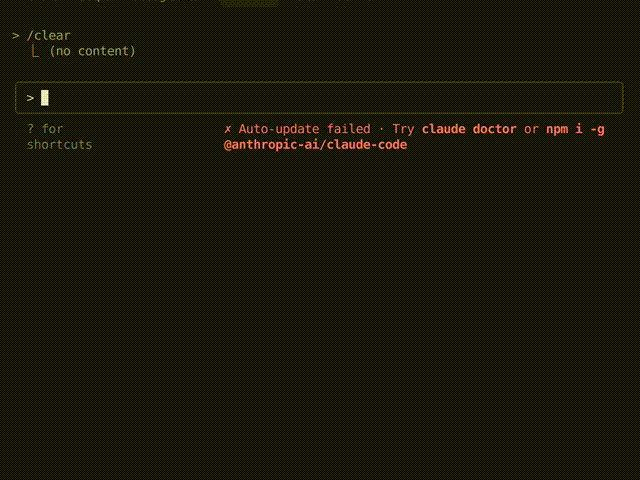 > /clear
⎿ (no content)
>
? for shortcuts
✗ Auto-update failed · Try claude doctor or npm i -g @anthropic-ai/claude-code